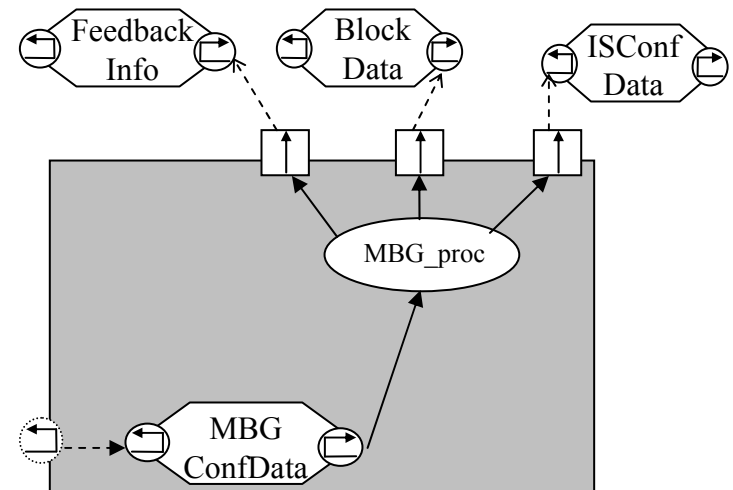 Feedback
Info
Block
Data
ISConf
Data
MBG_proc
MBG
ConfData